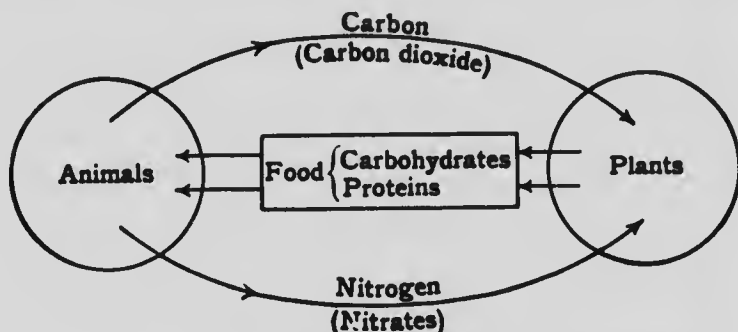 Carbon
(Carbon dioxide)
Animals
Food { Carbohydrates
Proteins
Plants
Nitrogen
(Nitrates)